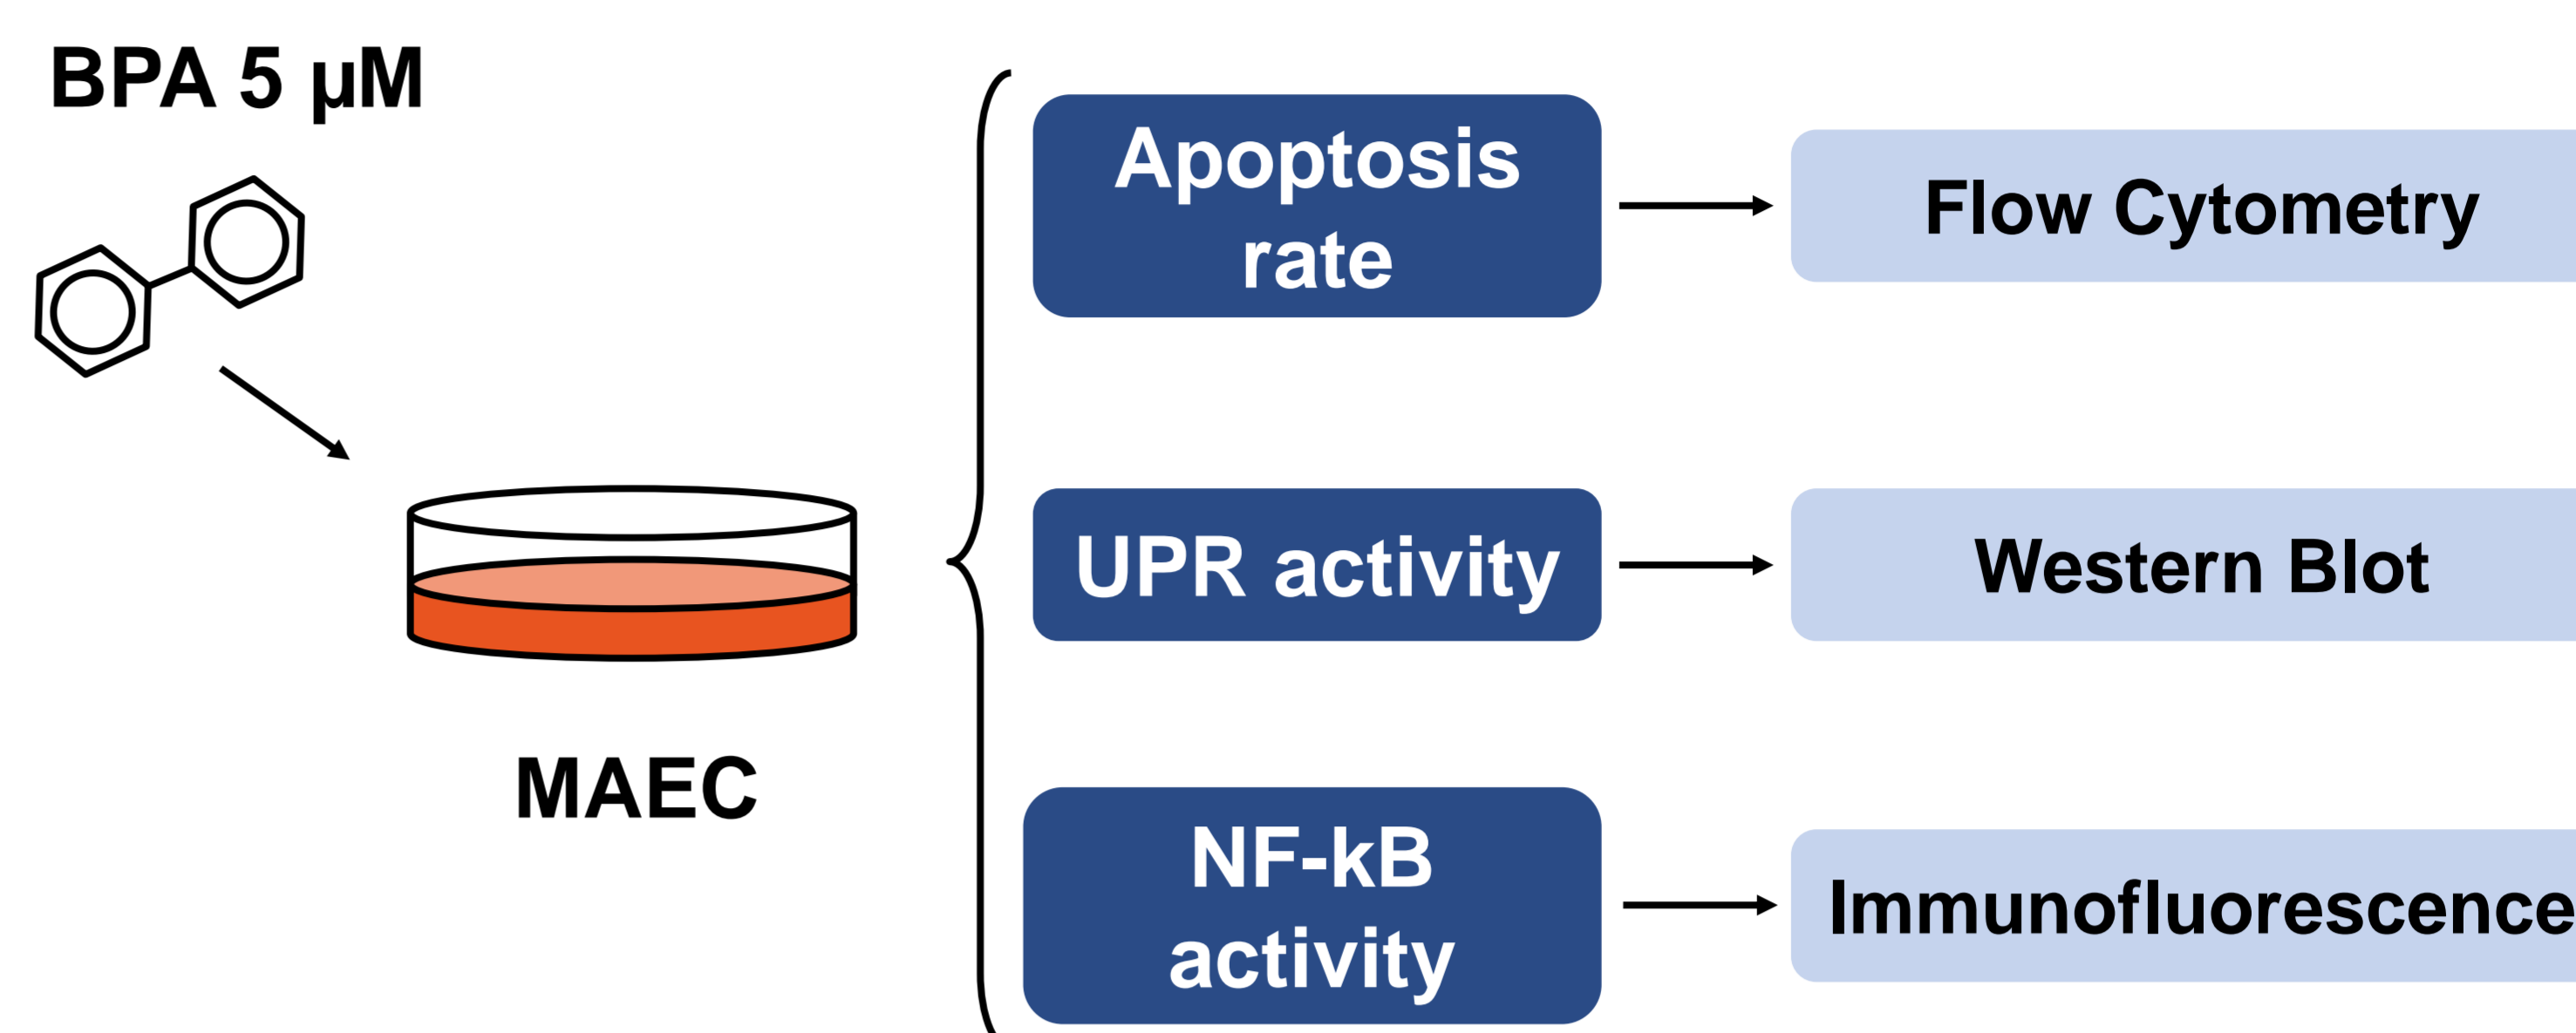 BPA 5 µM
MAEC
Apoptosis
rate
Flow Cytometry
UPR activity
Western Blot
NF-kB
activity
Immunofluorescence